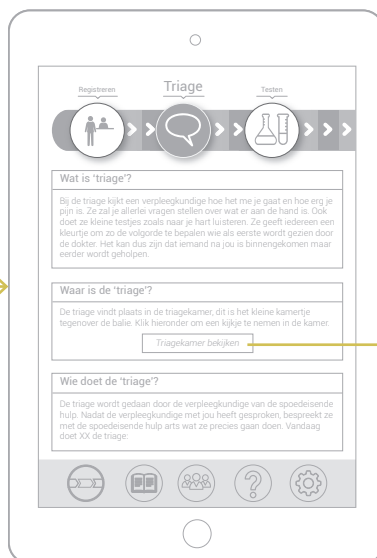 Registreren
Triage
Testen
Wat is 'triage'?
Bij de triage kijkt een verpleegkundige hoe het me je gaat en hoe erg je
pijn is. Ze zal je allerlei vragen stellen over wat er aan de hand is. Ook
doet ze kleine testjes zoals naar je hart luisteren. Ze geeft iedereen een
kleurtje om zo de volgorde te bepalen wie als eerste wordt gezien door
de dokter. Het kan dus zijn dat iemand na jou is binnengekomen maar
eerder wordt geholpen.
Waar is de 'triage'?
De triage vindt plaats in de triagekamer, dit is het kleine kamertje
tegenover de balie. Klik hieronder om een kijkje te nemen in de kamer.
Triagekamer bekijken
Wie doet de 'triage'?
De triage wordt gedaan door de verpleegkundige van de spoedeisende
hulp. Nadat de verpleegkundige met jou heeft gesproken, bespreekt ze
met de spoedeisende hulp arts wat ze precies gaan doen. Vandaag
doet XX de triage: